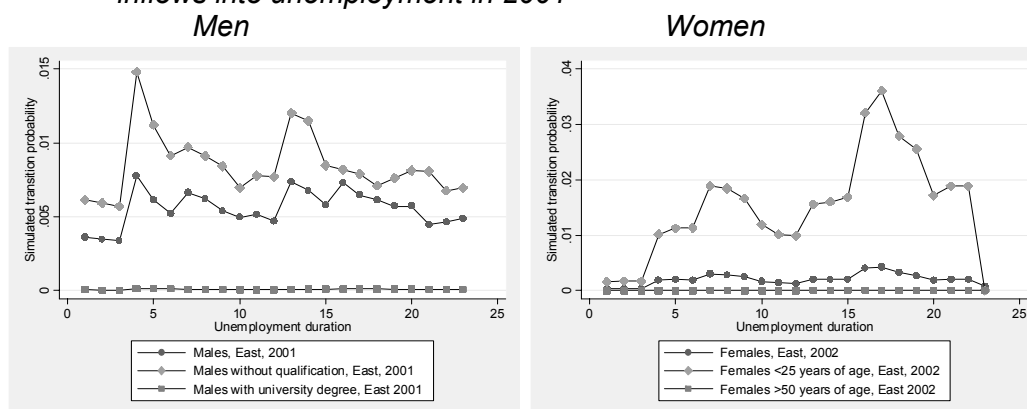 inflows into unemployment in 2001
Men
Women
Simulated transition probability
0 .005 .01 .015
0 5 10 15 20 25
Unemployment duration
Males, East, 2001
Males without qualification, East, 2001
Males with university degree, East 2001
Simulated transition probability
0 .01 .02 .03 .04
0 5 10 15 20 25
Unemployment duration
Females, East, 2002
Females <25 years of age, East, 2002
Females >50 years of age, East 2002